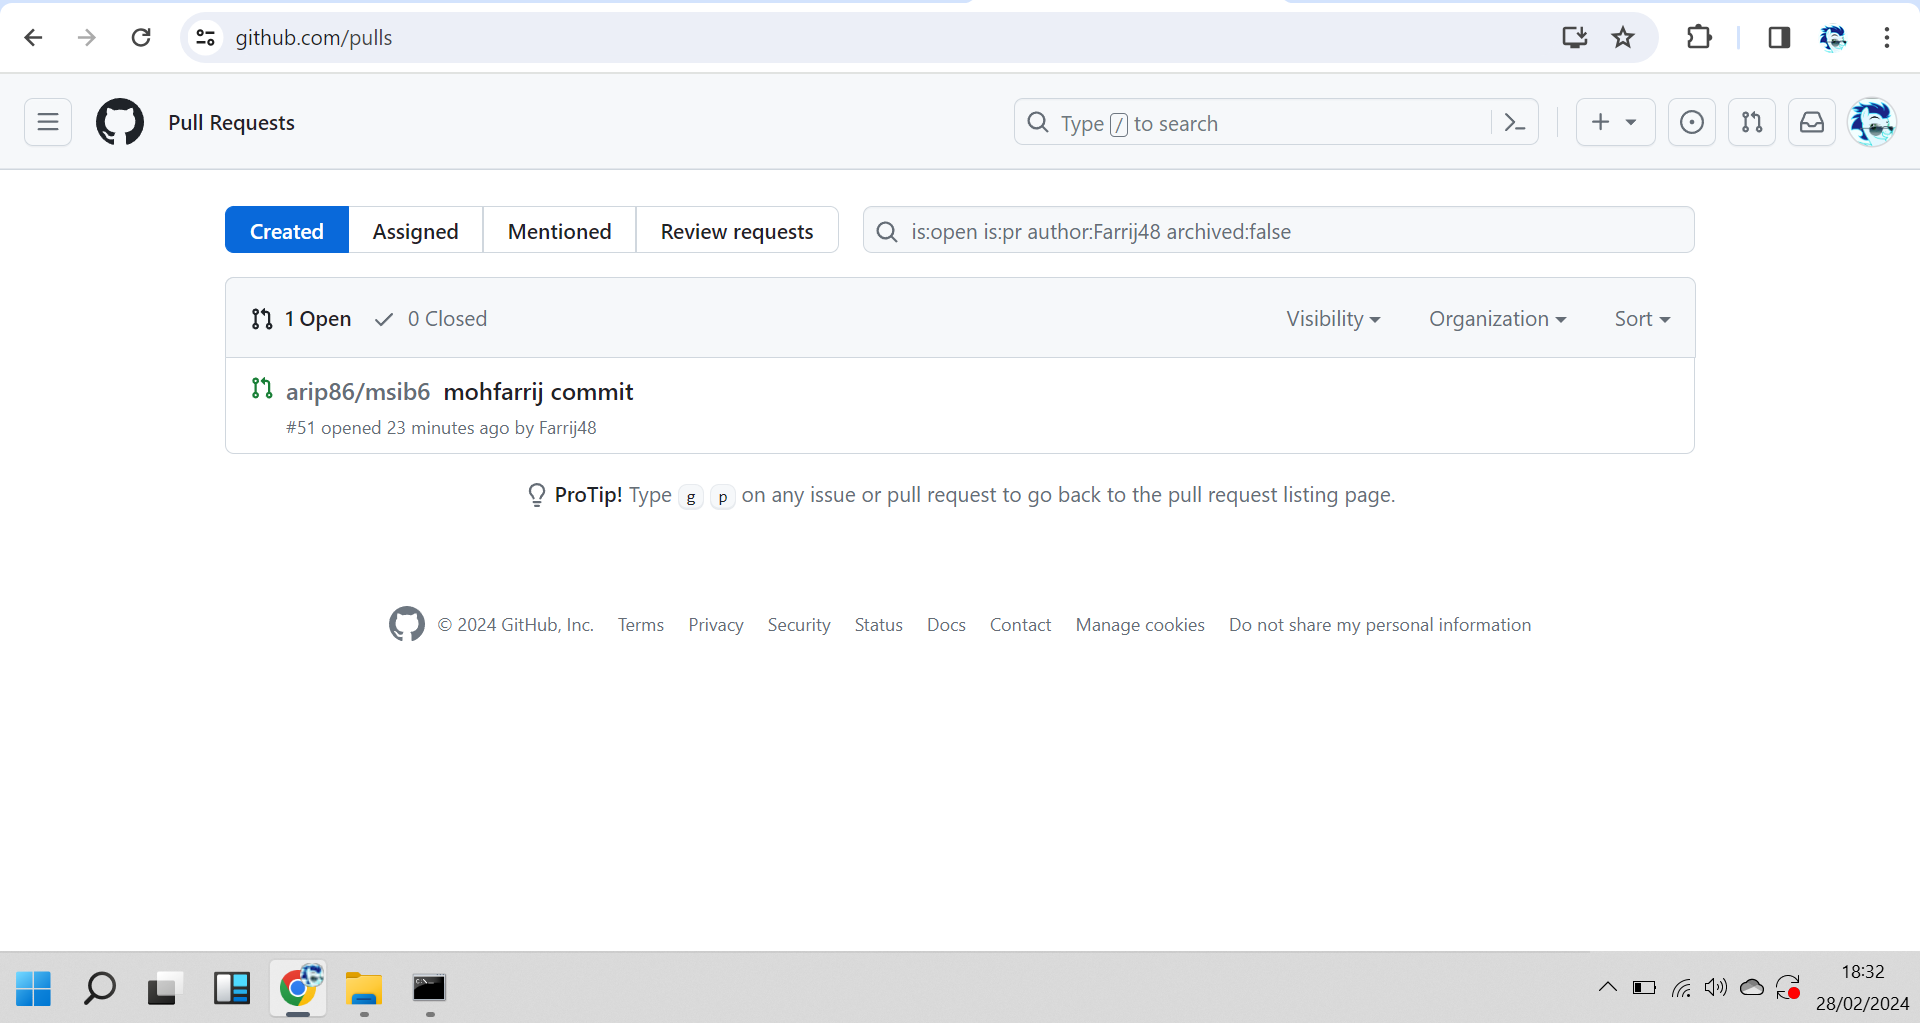 github.com/pulls
Pull Requests
Type / to search
Created Assigned Mentioned Review requests
is:open is:pr author:Farrij48 archived:false
1 Open 0 Closed
Visibility Organization Sort
arip86/msib6 mohfarrij commit
#51 opened 23 minutes ago by Farrij48
ProTip! Type g p on any issue or pull request to go back to the pull request listing page.
© 2024 GitHub, Inc. Terms Privacy Security Status Docs Contact Manage cookies Do not share my personal information
18:32
28/02/2024